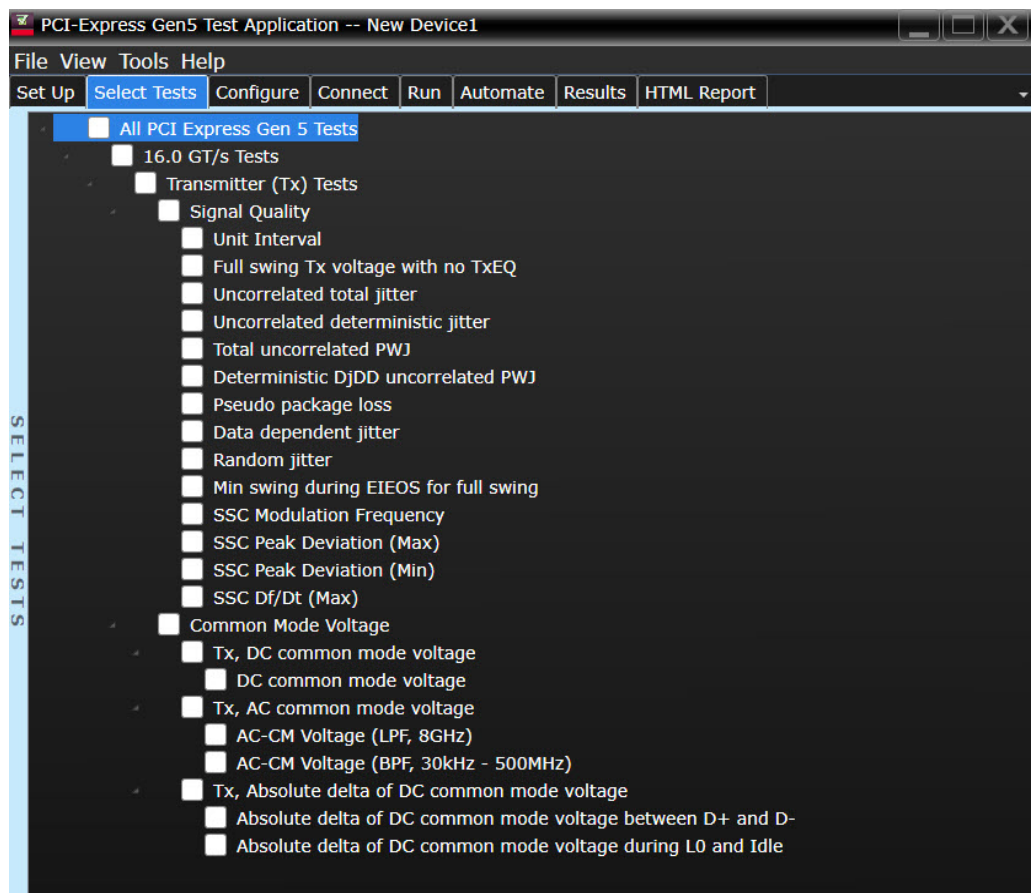 PCI-Express Gen5 Test Application -- New Device1
File View Tools Help
Set Up Select Tests Configure Connect Run Automate Results HTML Report
SELECT TESTS
All PCI Express Gen 5 Tests
16.0 GT/s Tests
Transmitter (Tx) Tests
Signal Quality
Unit Interval
Full swing Tx voltage with no TxEQ
Uncorrelated total jitter
Uncorrelated deterministic jitter
Total uncorrelated PWJ
Deterministic DjDD uncorrelated PWJ
Pseudo package loss
Data dependent jitter
Random jitter
Min swing during EIEOS for full swing
SSC Modulation Frequency
SSC Peak Deviation (Max)
SSC Peak Deviation (Min)
SSC Df/Dt (Max)
Common Mode Voltage
Tx, DC common mode voltage
DC common mode voltage
Tx, AC common mode voltage
AC-CM Voltage (LPF, 8GHz)
AC-CM Voltage (BPF, 30kHz - 500MHz)
Tx, Absolute delta of DC common mode voltage
Absolute delta of DC common mode voltage between D+ and D-
Absolute delta of DC common mode voltage during L0 and Idle